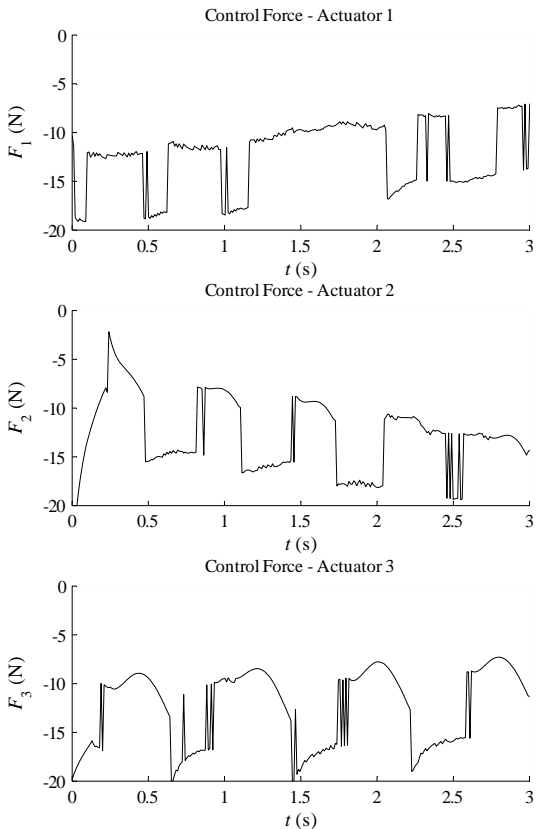 Control Force - Actuator 1
0
-5
-10
-15
-20
F1 (N)
0 0.5 1 1.5 2 2.5 3
t (s)
Control Force - Actuator 2
0
-5
-10
-15
-20
F2 (N)
0 0.5 1 1.5 2 2.5 3
t (s)
Control Force - Actuator 3
0
-5
-10
-15
-20
F3 (N)
0 0.5 1 1.5 2 2.5 3
t (s)